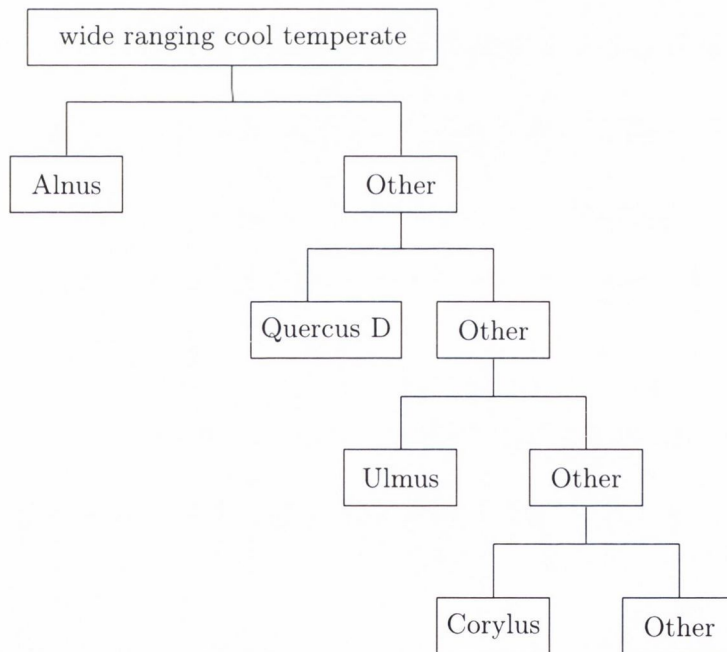 wide ranging cool temperate
Alnus
Other
Quercus D
Other
Ulmus
Other
Corylus
Other